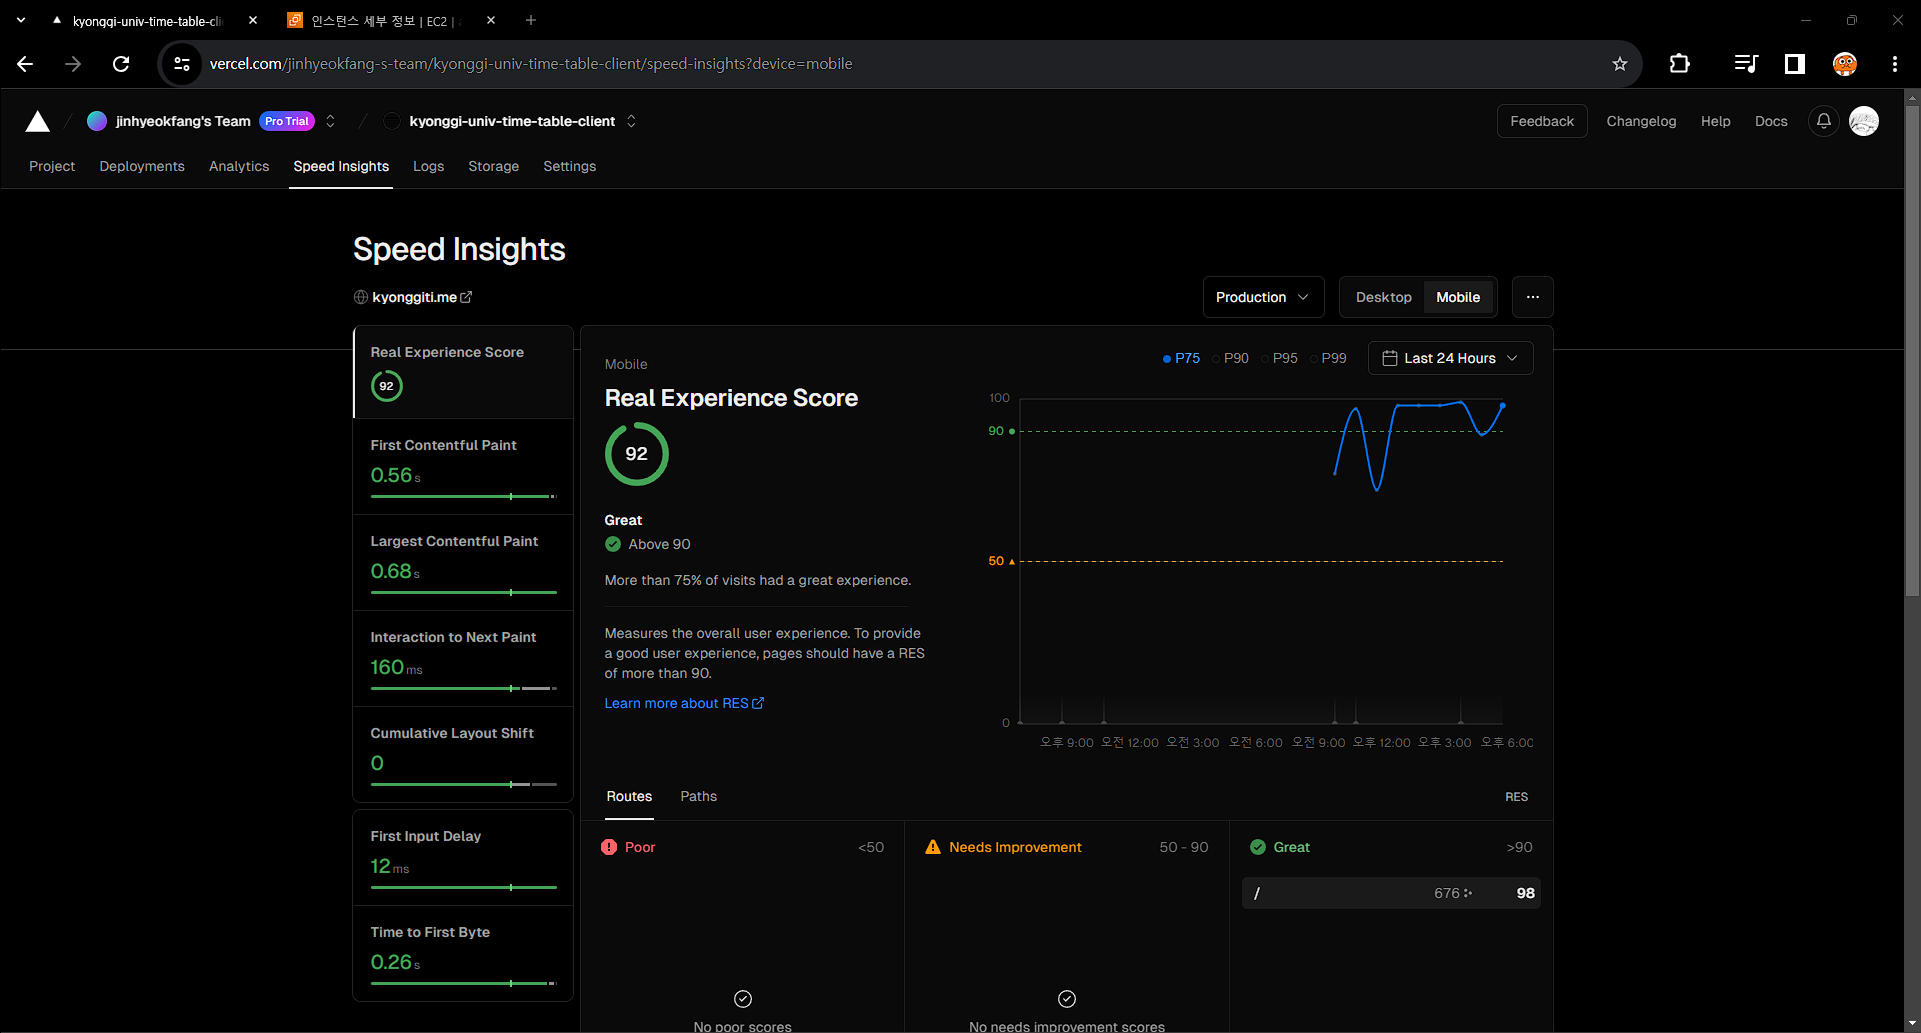 kyonggi-univ-time-table-cli
인스턴스 세부 정보 | EC2 |
vercel.com/jinhyeokfang-s-team/kyonggi-univ-time-table-client/speed-insights?device=mobile
jinhyeokfang's Team Pro Trial / kyonggi-univ-time-table-client
Feedback Changelog Help Docs
Project Deployments Analytics Speed Insights Logs Storage Settings
Speed Insights
kyonggiti.me
Production Desktop Mobile
Real Experience Score
92
First Contentful Paint
0.56s
Largest Contentful Paint
0.68s
Interaction to Next Paint
160ms
Cumulative Layout Shift
0
First Input Delay
12ms
Time to First Byte
0.26s
Mobile
Real Experience Score
92
Great
Above 90
More than 75% of visits had a great experience.
Measures the overall user experience. To provide
a good user experience, pages should have a RES
of more than 90.
Learn more about RES
P75 P90 P95 P99 Last 24 Hours
100
90
50
0
오후 9:00 오전 12:00 오전 3:00 오전 6:00 오전 9:00 오후 12:00 오후 3:00 오후 6:00
Routes Paths RES
Poor <50
No poor scores
Needs Improvement 50 - 90
No needs improvement scores
Great >90
/ 676 98